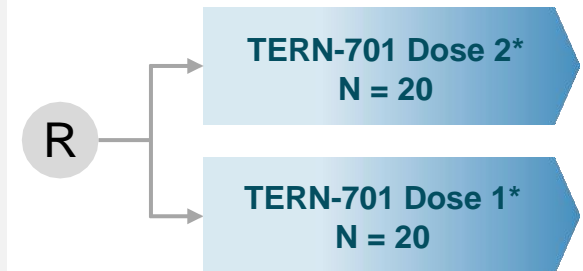 R
TERN-701 Dose 2*
N = 20
TERN-701 Dose 1*
N = 20